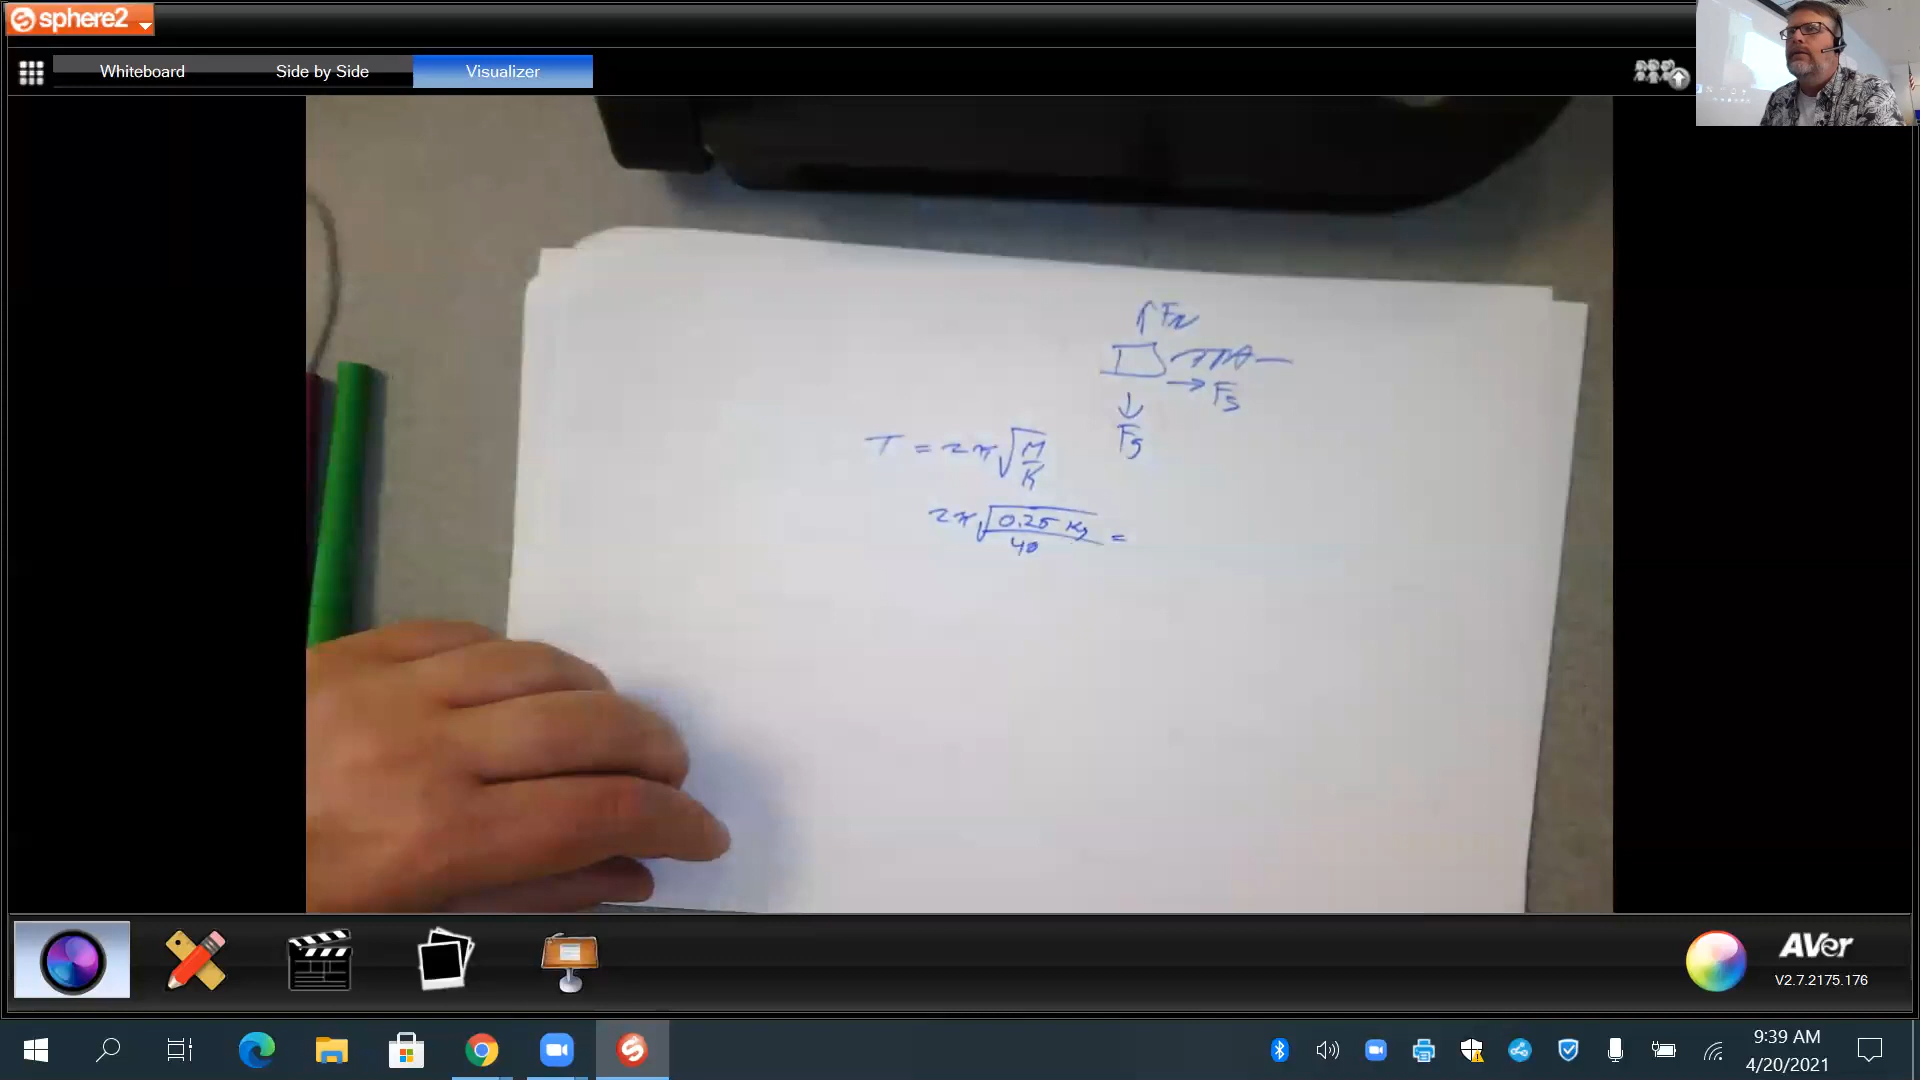 sphere2
Whiteboard
Side by Side
Visualizer
↑ FN
→ Fs
↓
Fg
T = 2π√M/K
2π√0.25 Kg/40 =
AVer
V2.7.2175.176
9:39 AM
4/20/2021